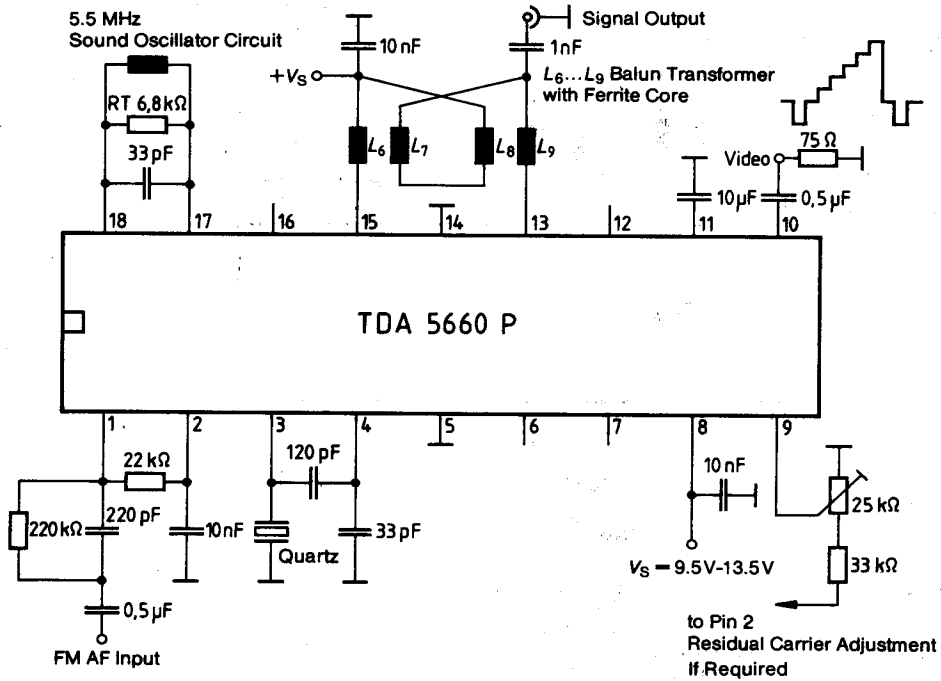 5.5 MHz
Sound Oscillator Circuit
Signal Output
10 nF
1 nF
+VS
L6...L9 Balun Transformer
with Ferrite Core
RT 6,8 kΩ
33 pF
L6
L7
L8
L9
75 Ω
Video
10 µF
0,5 µF
18
17
16
15
14
13
12
11
10
TDA 5660 P
1
2
3
4
5
6
7
8
9
22 kΩ
120 pF
10 nF
220 kΩ
220 pF
10 nF
Quartz
33 pF
25 kΩ
VS = 9.5V-13.5V
33 kΩ
0,5 µF
to Pin 2
Residual Carrier Adjustment
If Required
FM AF Input